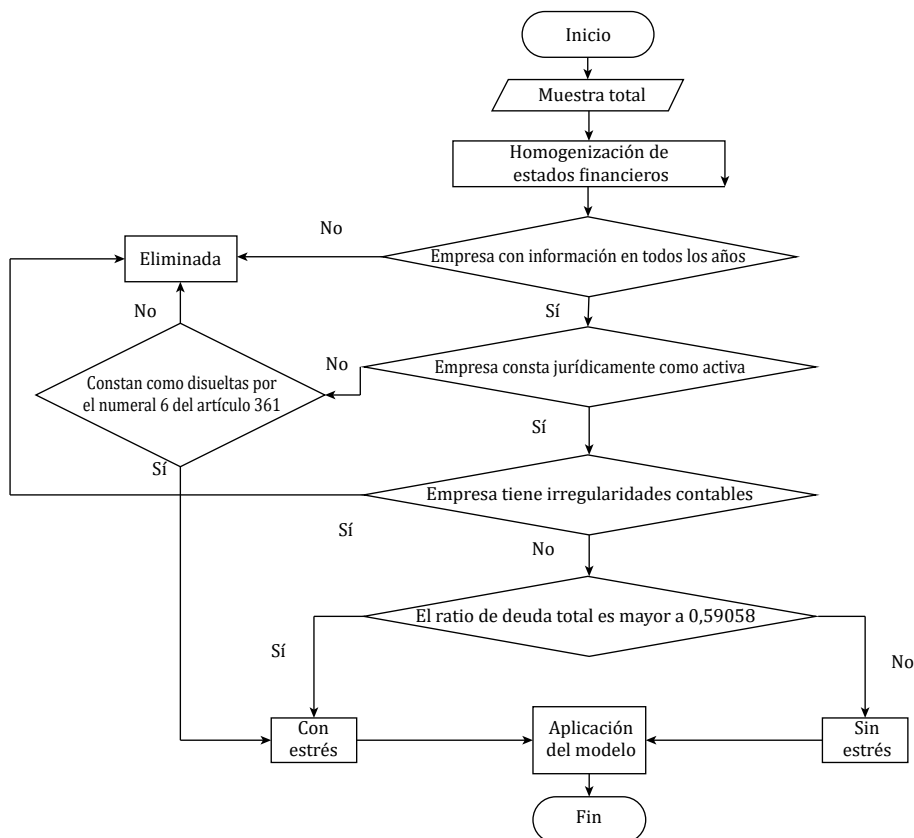 Inicio
Muestra total
Homogenización de
estados financieros
No
Eliminada
Empresa con información en todos los años
No
Sí
Constan como disueltas por
el numeral 6 del artículo 361
No
Empresa consta jurídicamente como activa
Sí
Sí
Empresa tiene irregularidades contables
Sí
No
El ratio de deuda total es mayor a 0,59058
Sí
No
Con
estrés
Aplicación
del modelo
Sin
estrés
Fin